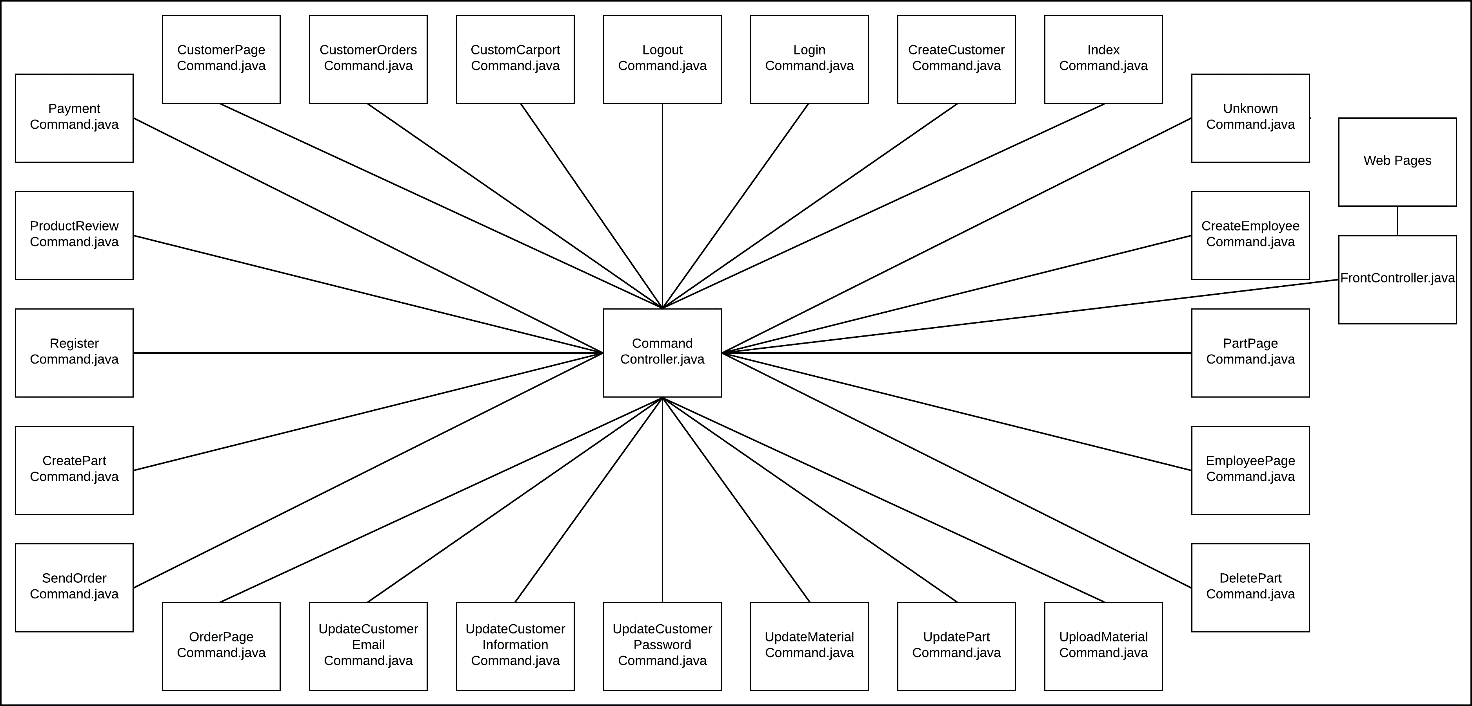 CustomerPage
Command.java
CustomerOrders
Command.java
CustomCarport
Command.java
Logout
Command.java
Login
Command.java
CreateCustomer
Command.java
Index
Command.java
Payment
Command.java
Unknown
Command.java
Web Pages
ProductReview
Command.java
CreateEmployee
Command.java
FrontController.java
Register
Command.java
Command
Controller.java
PartPage
Command.java
CreatePart
Command.java
EmployeePage
Command.java
SendOrder
Command.java
DeletePart
Command.java
OrderPage
Command.java
UpdateCustomer
Email
Command.java
UpdateCustomer
Information
Command.java
UpdateCustomer
Password
Command.java
UpdateMaterial
Command.java
UpdatePart
Command.java
UploadMaterial
Command.java